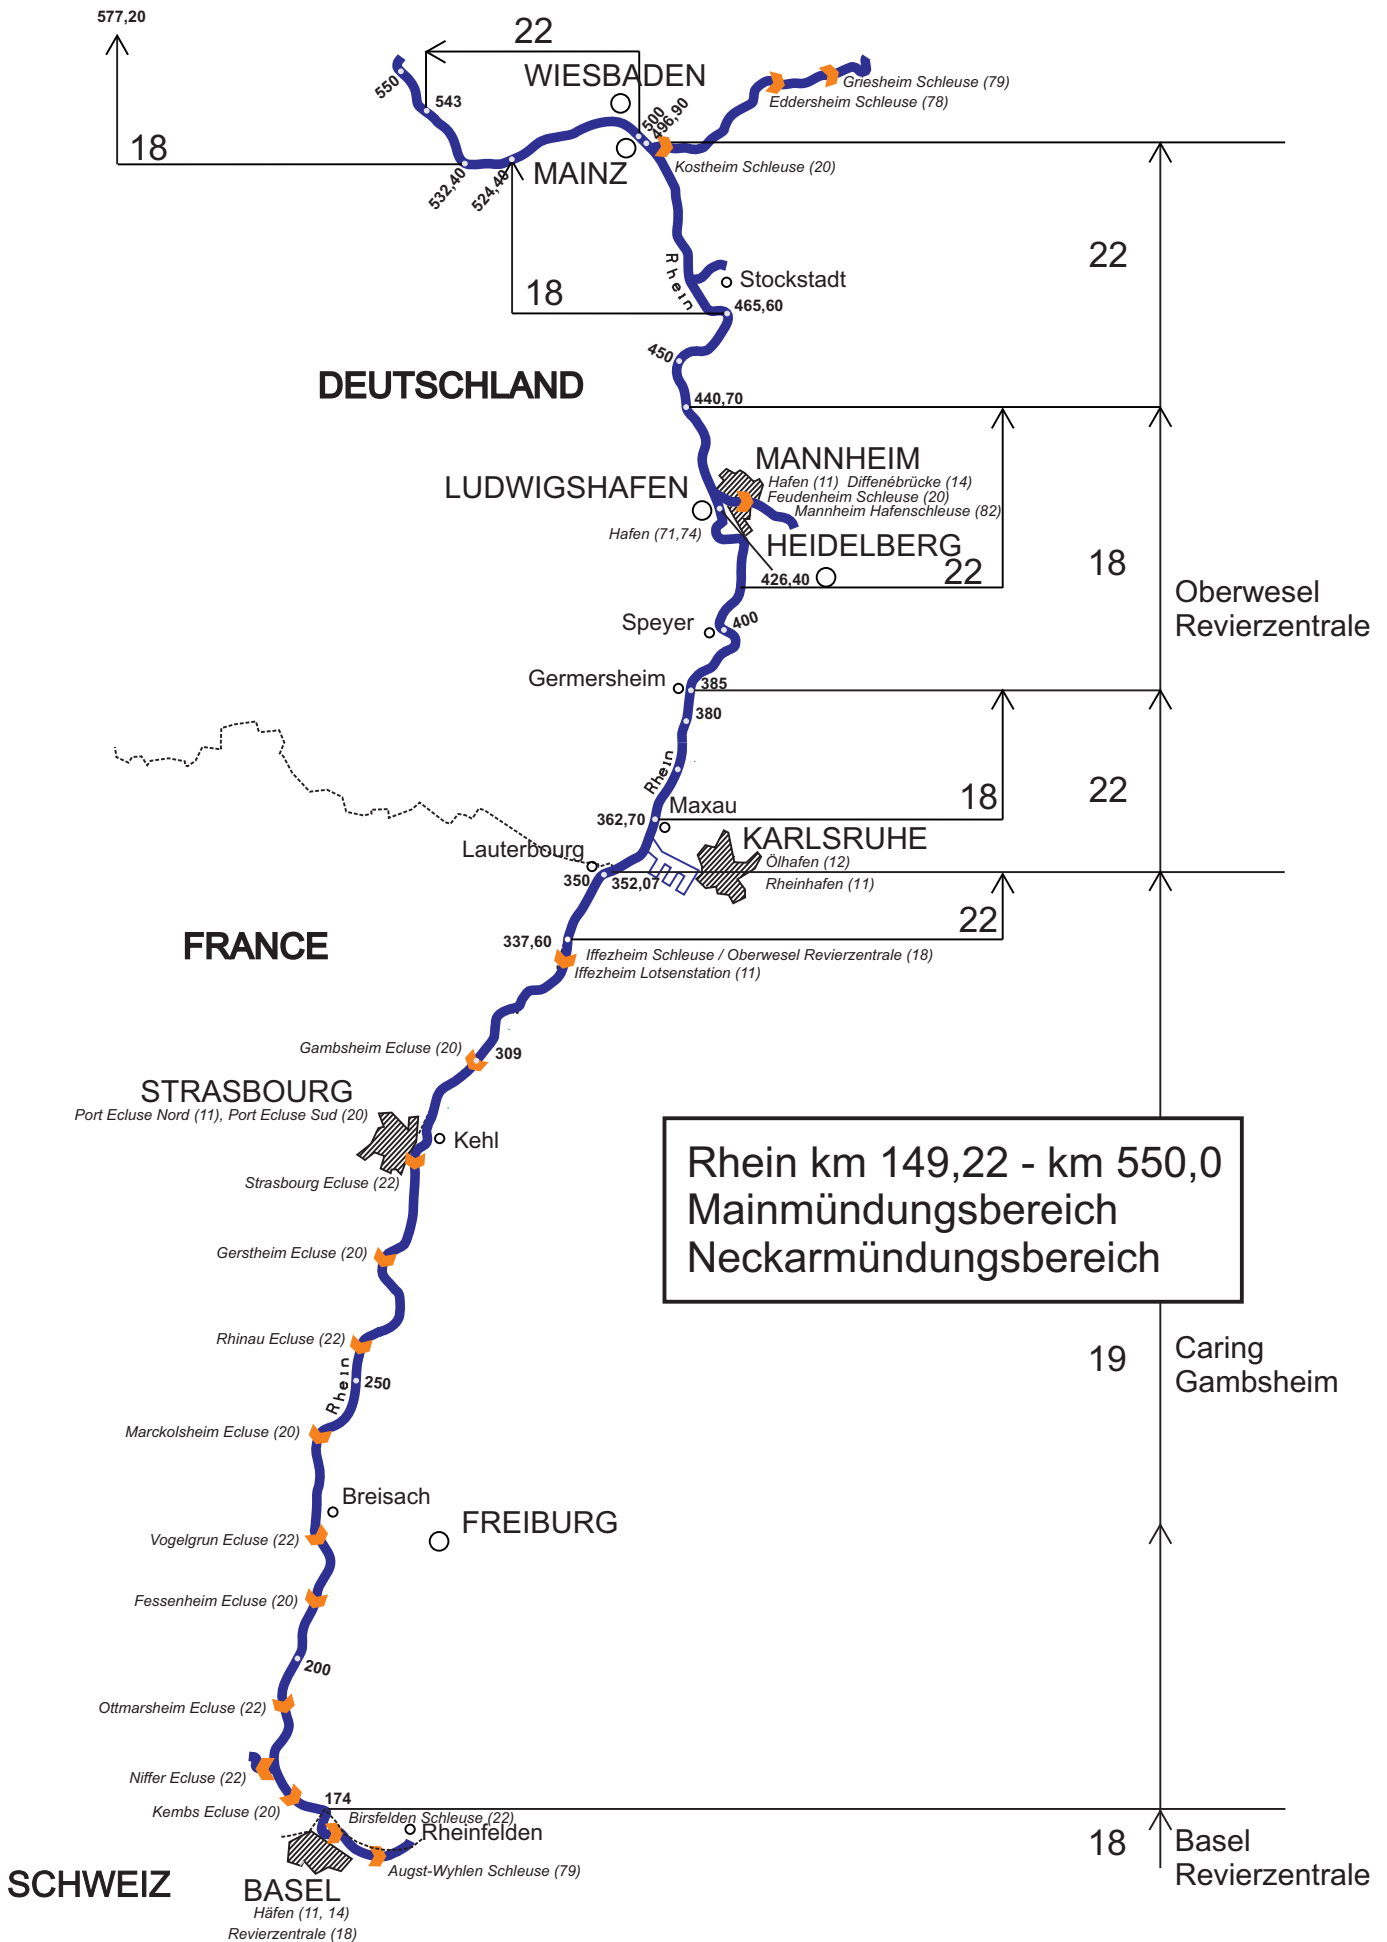 577,20
22
WIESBADEN
550
543
500
496,90
Griesheim Schleuse (79)
Eddersheim Schleuse (78)
18
MAINZ
Kostheim Schleuse (20)
532,40
524,40
22
Rhein
Stockstadt
18
465,60
450
DEUTSCHLAND
440,70
MANNHEIM
Hafen (11) Diffenébrücke (14)
LUDWIGSHAFEN
Feudenheim Schleuse (20)
Mannheim Hafenschleuse (82)
Hafen (71,74)
HEIDELBERG
426,40
22
18
Oberwesel
Revierzentrale
Speyer
400
Germersheim
385
380
Rhein
Maxau
18
22
362,70
KARLSRUHE
Lauterbourg
Ölhafen (12)
350
352,07
Rheinhafen (11)
22
FRANCE
337,60
Iffezheim Schleuse / Oberwesel Revierzentrale (18)
Iffezheim Lotsenstation (11)
Gambsheim Ecluse (20)
309
STRASBOURG
Port Ecluse Nord (11), Port Ecluse Sud (20)
Kehl
Strasbourg Ecluse (22)
Rhein km 149,22 - km 550,0
Mainmündungsbereich
Neckarmündungsbereich
Gerstheim Ecluse (20)
Rhinau Ecluse (22)
19
Caring
Gambsheim
Rhein
250
Marckolsheim Ecluse (20)
Breisach
FREIBURG
Vogelgrun Ecluse (22)
Fessenheim Ecluse (20)
200
Ottmarsheim Ecluse (22)
Niffer Ecluse (22)
Kembs Ecluse (20)
174
Birsfelden Schleuse (22)
Rheinfelden
18
Basel
Revierzentrale
Augst-Wyhlen Schleuse (79)
SCHWEIZ
BASEL
Häfen (11, 14)
Revierzentrale (18)